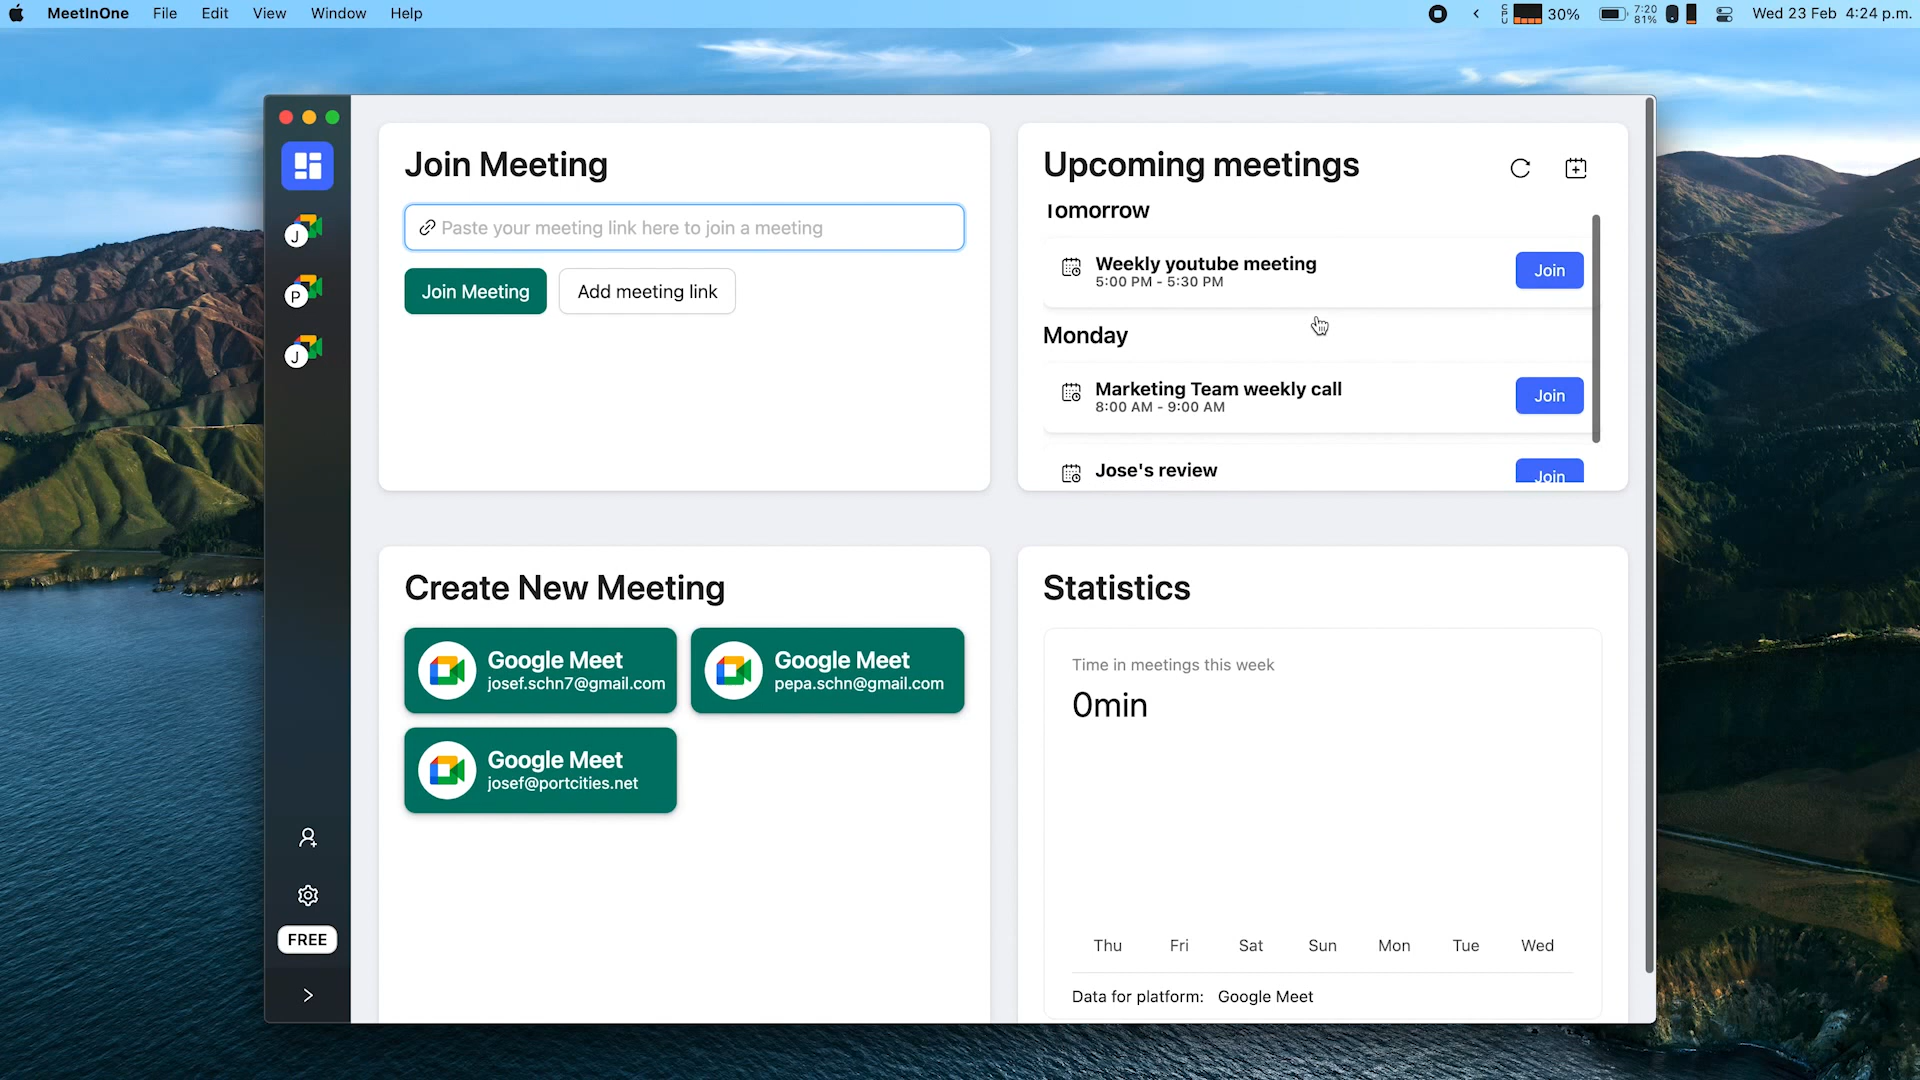 MeetInOne File Edit View Window Help
CPU 30% 7:20 81% Wed 23 Feb 4:24 p.m.
Join Meeting
Paste your meeting link here to join a meeting
Join Meeting Add meeting link
Upcoming meetings
Tomorrow
Weekly youtube meeting
5:00 PM - 5:30 PM
Join
Monday
Marketing Team weekly call
8:00 AM - 9:00 AM
Join
Jose's review
Join
J
P
J
FREE
Create New Meeting
Google Meet
josef.schn7@gmail.com
Google Meet
pepa.schn@gmail.com
Google Meet
josef@portcities.net
Statistics
Time in meetings this week
0min
Thu Fri Sat Sun Mon Tue Wed
Data for platform: Google Meet